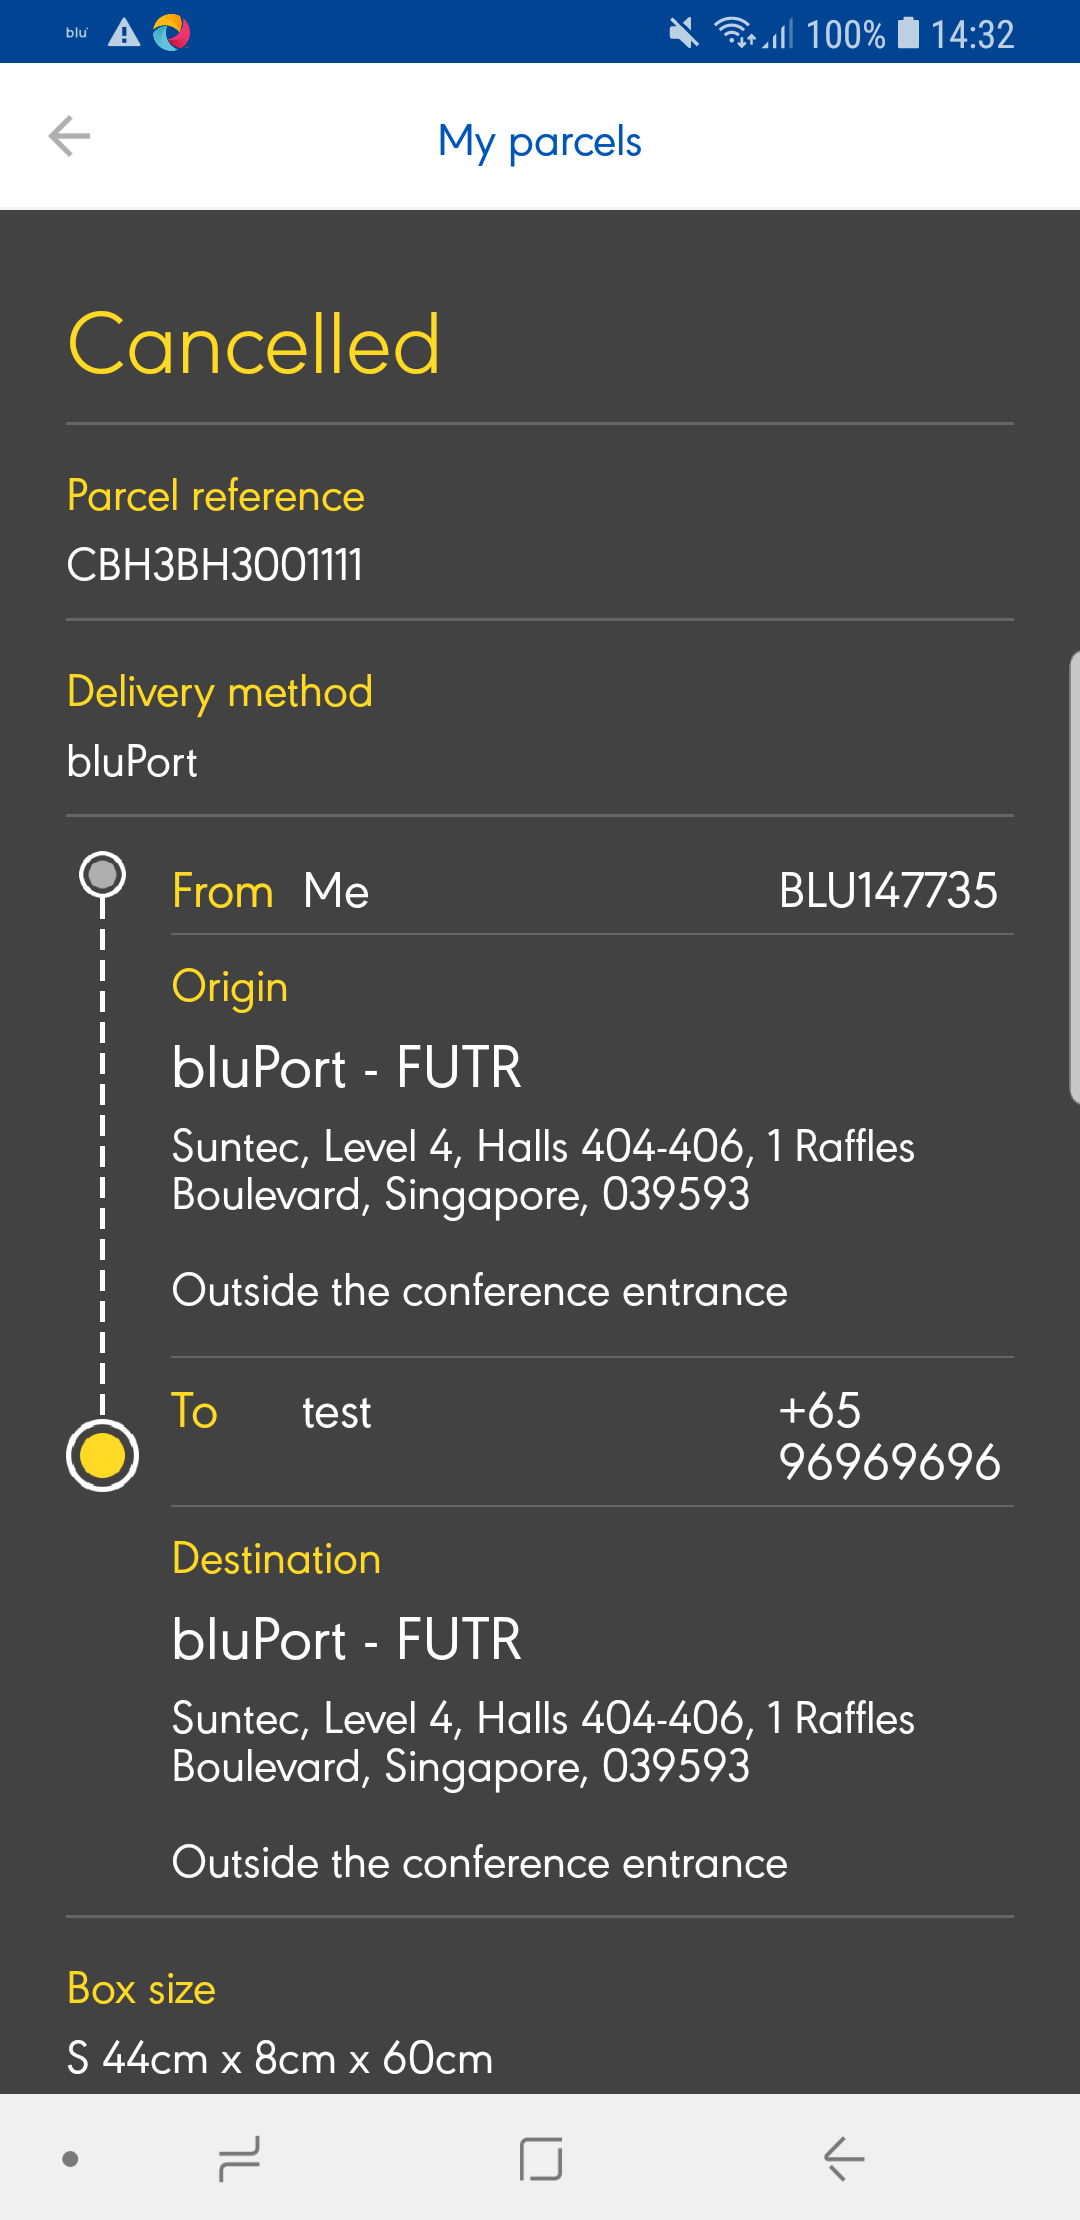 blu
100%
14:32
My parcels
Cancelled
Parcel reference
CBH3BH3001111
Delivery method
bluPort
From Me BLU147735
Origin
bluPort - FUTR
Suntec, Level 4, Halls 404-406, 1 Raffles
Boulevard, Singapore, 039593
Outside the conference entrance
To test +65
96969696
Destination
bluPort - FUTR
Suntec, Level 4, Halls 404-406, 1 Raffles
Boulevard, Singapore, 039593
Outside the conference entrance
Box size
S 44cm x 8cm x 60cm